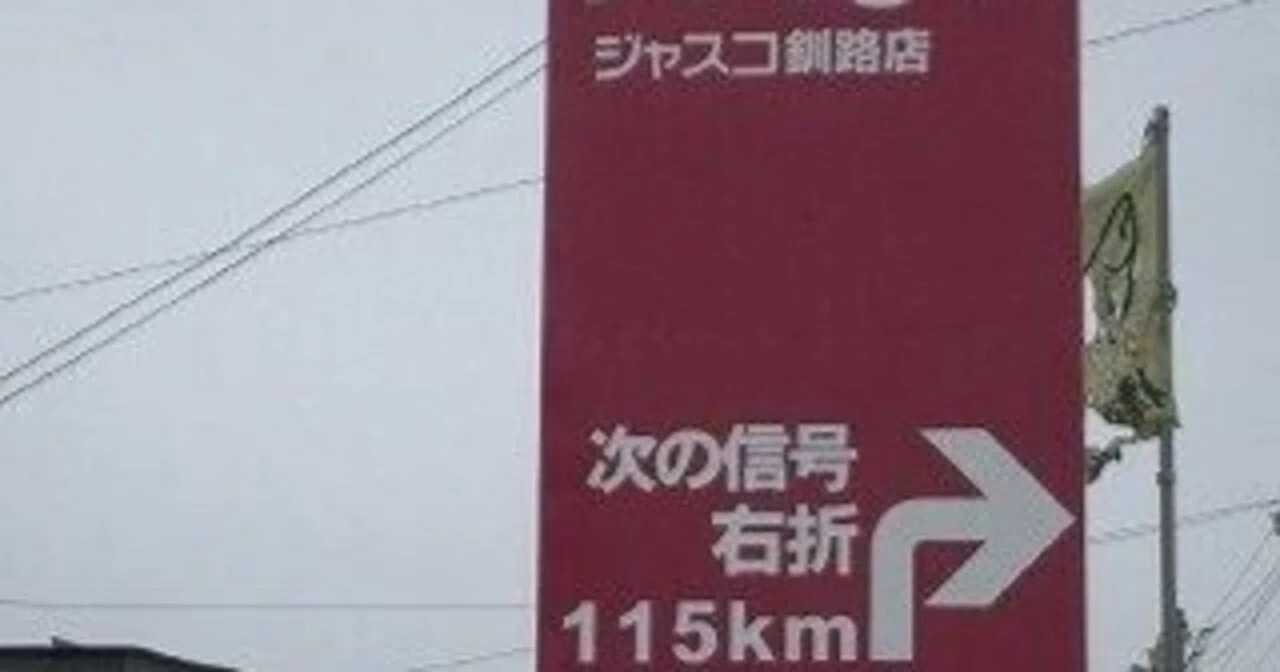 ジャスコ釧路店
次の信号
右折
115km